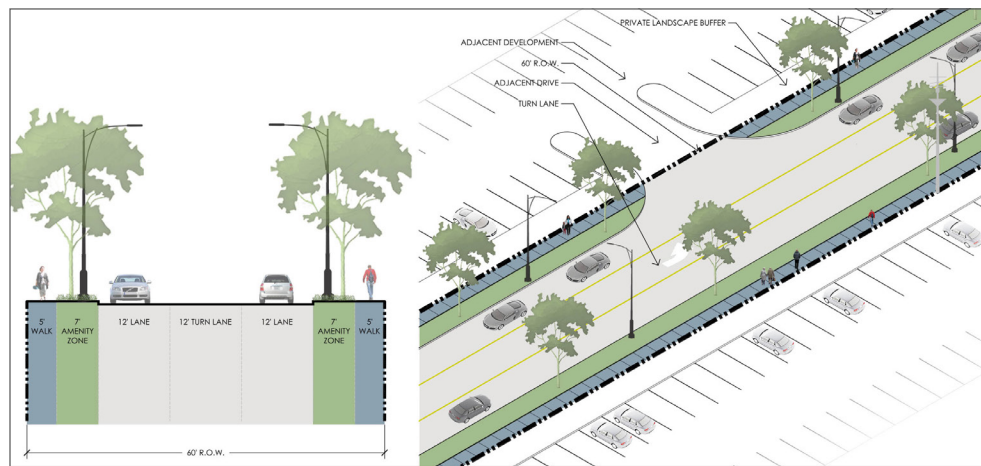 PRIVATE LANDSCAPE BUFFER
ADJACENT DEVELOPMENT
60' R.O.W.
ADJACENT DRIVE
TURN LANE
5'
WALK
7'
AMENITY
ZONE
12' LANE
12' TURN LANE
12' LANE
7'
AMENITY
ZONE
5'
WALK
60' R.O.W.